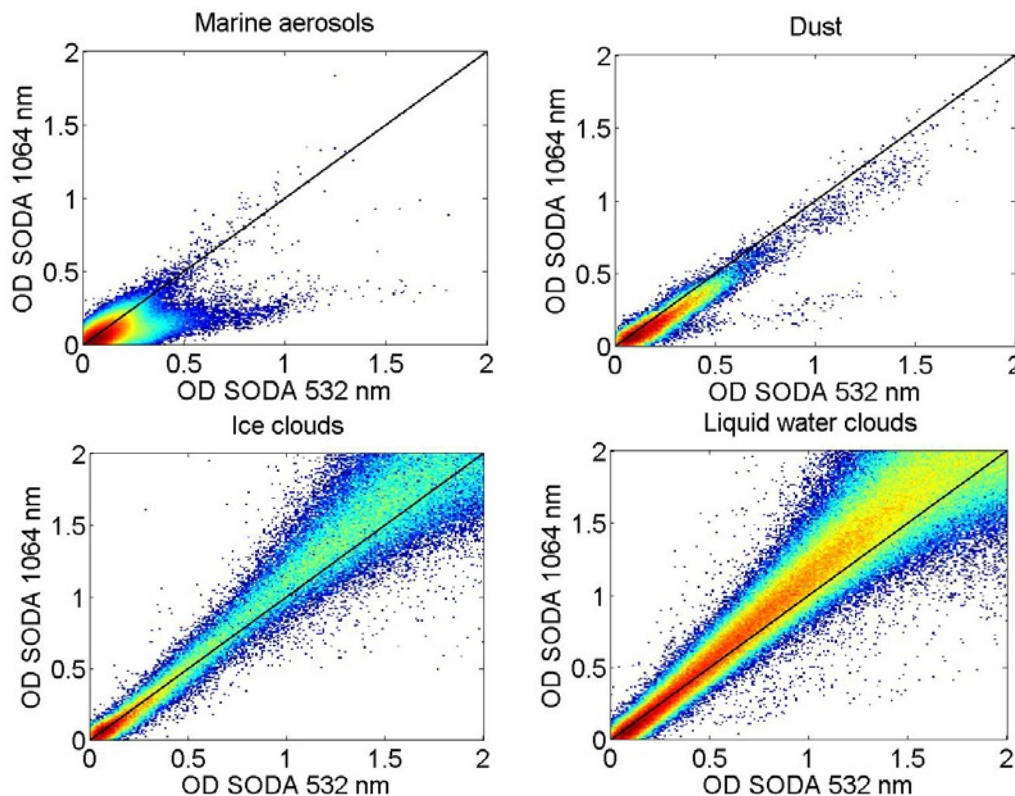 Marine aerosols
2
1.5
1
0.5
0
OD SODA 1064 nm
0 0.5 1 1.5 2
OD SODA 532 nm
Dust
2
1.5
1
0.5
0
OD SODA 1064 nm
0 0.5 1 1.5 2
OD SODA 532 nm
Ice clouds
2
1.5
1
0.5
0
OD SODA 1064 nm
0 0.5 1 1.5 2
OD SODA 532 nm
Liquid water clouds
2
1.5
1
0.5
0
OD SODA 1064 nm
0 0.5 1 1.5 2
OD SODA 532 nm